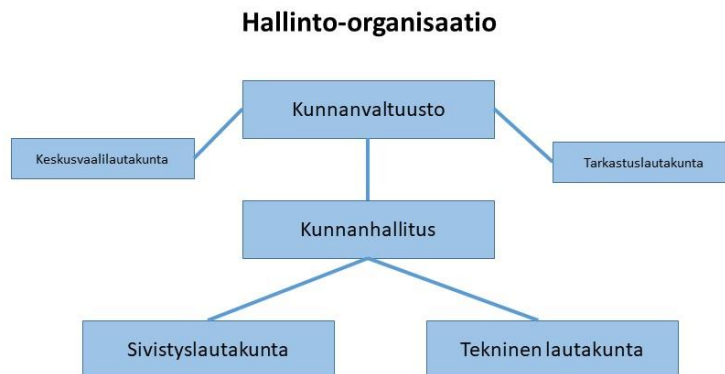 Hallinto-organisaatio
Kunnanvaltuusto
Keskusvaalilautakunta
Tarkastuslautakunta
Kunnanhallitus
Sivistyslautakunta
Tekninen lautakunta